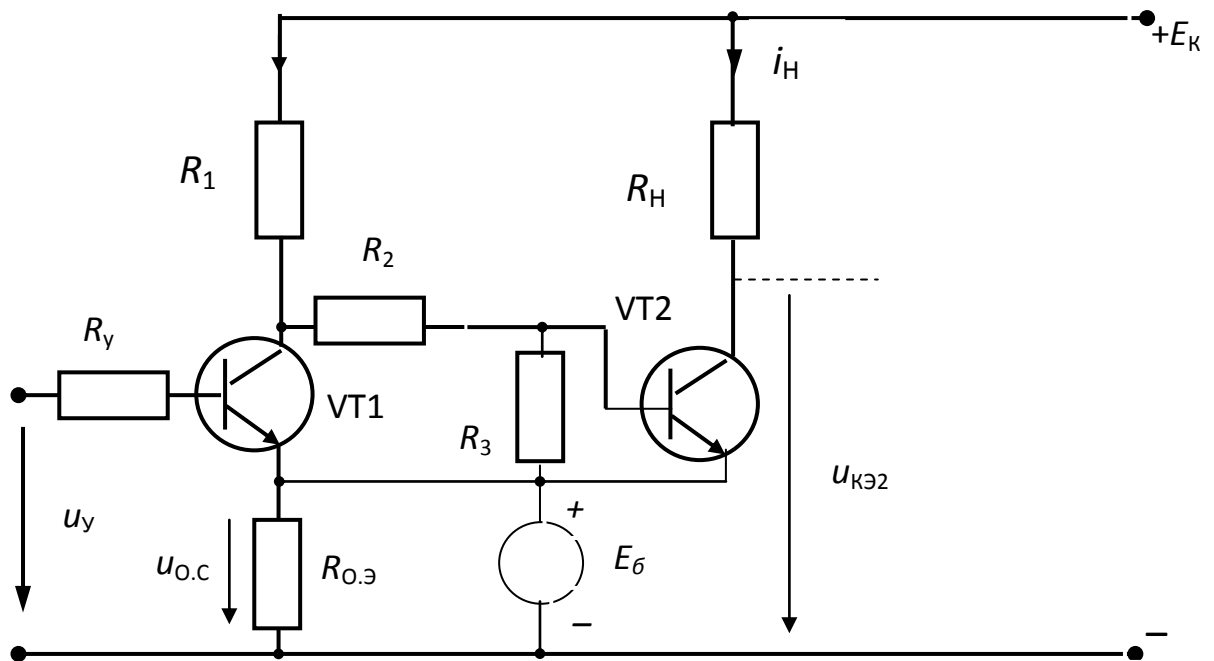 +EК
iН
R1
RН
R2
VT2
Rу
VT1
R3
uКЭ2
+
uУ
Eб
uО.С
RО.Э
–
–